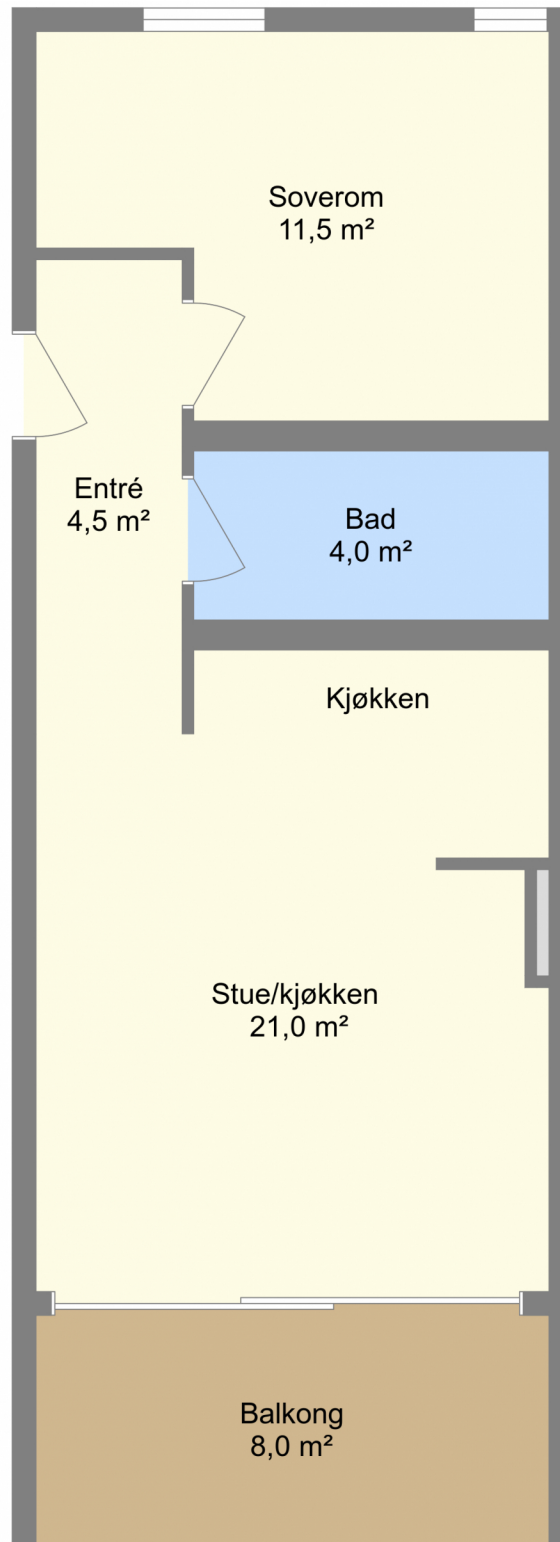 Soverom
11,5 m²
Entré
4,5 m²
Bad
4,0 m²
Kjøkken
Stue/kjøkken
21,0 m²
Balkong
8,0 m²